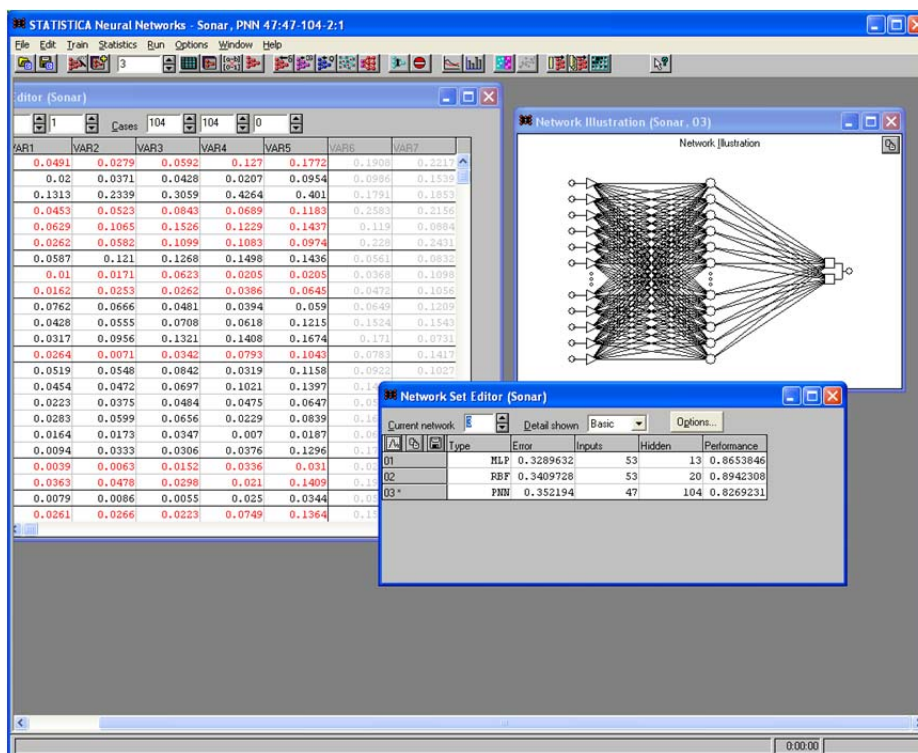 STATISTICA Neural Networks - Sonar, PNN 47:47-104-2:1
File Edit Train Statistics Run Options Window Help
3
Editor (Sonar)
1 Cases 104 104 0
VAR1 VAR2 VAR3 VAR4 VAR5 VAR6 VAR7
0.0491 0.0279 0.0592 0.127 0.1772 0.1908 0.2217
0.02 0.0371 0.0428 0.0207 0.0954 0.0986 0.1539
0.1313 0.2339 0.3059 0.4264 0.401 0.1791 0.1853
0.0453 0.0523 0.0843 0.0689 0.1183 0.2583 0.2156
0.0629 0.1065 0.1526 0.1229 0.1437 0.119 0.0884
0.0262 0.0582 0.1099 0.1083 0.0974 0.228 0.2431
0.0587 0.121 0.1268 0.1498 0.1436 0.0561 0.0832
0.01 0.0171 0.0623 0.0205 0.0205 0.0368 0.1098
0.0162 0.0253 0.0262 0.0386 0.0645 0.0472 0.1056
0.0762 0.0666 0.0481 0.0394 0.059 0.0649 0.1209
0.0428 0.0555 0.0708 0.0618 0.1215 0.1524 0.1543
0.0317 0.0956 0.1321 0.1408 0.1674 0.171 0.0731
0.0264 0.0071 0.0342 0.0793 0.1043 0.0783 0.1417
0.0519 0.0548 0.0842 0.0319 0.1158 0.0922 0.1027
0.0454 0.0472 0.0697 0.1021 0.1397
0.0223 0.0375 0.0484 0.0475 0.0647
0.0283 0.0599 0.0656 0.0229 0.0839
0.0164 0.0173 0.0347 0.007 0.0187
0.0094 0.0333 0.0306 0.0376 0.1296
0.0039 0.0063 0.0152 0.0336 0.031
0.0363 0.0478 0.0298 0.021 0.1409
0.0079 0.0086 0.0055 0.025 0.0344
0.0261 0.0266 0.0223 0.0749 0.1364
Network Illustration (Sonar, 03)
Network Illustration
Network Set Editor (Sonar)
Current network 3 Detail shown Basic Options...
Type Error Inputs Hidden Performance
01 MLP 0.3289632 53 13 0.8653846
02 RBF 0.3409728 53 20 0.8942308
03 * PNN 0.352194 47 104 0.8269231
0:00:00